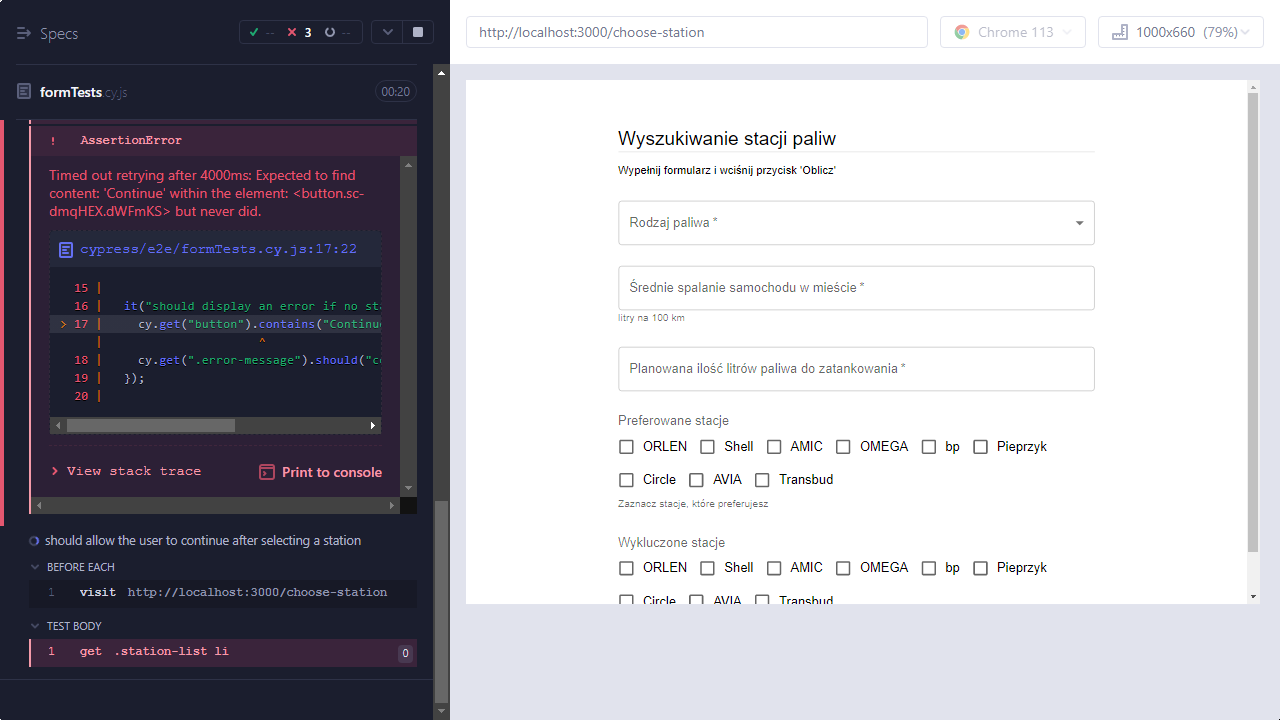 Specs
-- 3 --
formTests.cy.js
00:20
! AssertionError
Timed out retrying after 4000ms: Expected to find
content: 'Continue' within the element: <button.sc-
dmqHEX.dWFmKS> but never did.
cypress/e2e/formTests.cy.js:17:22
15 |
16 | it("should display an error if no sta
> 17 | cy.get("button").contains("Continue
| ^
18 | cy.get(".error-message").should("co
19 | });
20 |
> View stack trace
Print to console
should allow the user to continue after selecting a station
BEFORE EACH
1 visit http://localhost:3000/choose-station
TEST BODY
1 get .station-list li 0
http://localhost:3000/choose-station
Chrome 113
1000x660 (79%)
Wyszukiwanie stacji paliw
Wypełnij formularz i wciśnij przycisk 'Oblicz'
Rodzaj paliwa *
Średnie spalanie samochodu w mieście *
litry na 100 km
Planowana ilość litrów paliwa do zatankowania *
Preferowane stacje
ORLEN Shell AMIC OMEGA bp Pieprzyk
Circle AVIA Transbud
Zaznacz stacje, które preferujesz
Wykluczone stacje
ORLEN Shell AMIC OMEGA bp Pieprzyk
Circle AVIA Transbud